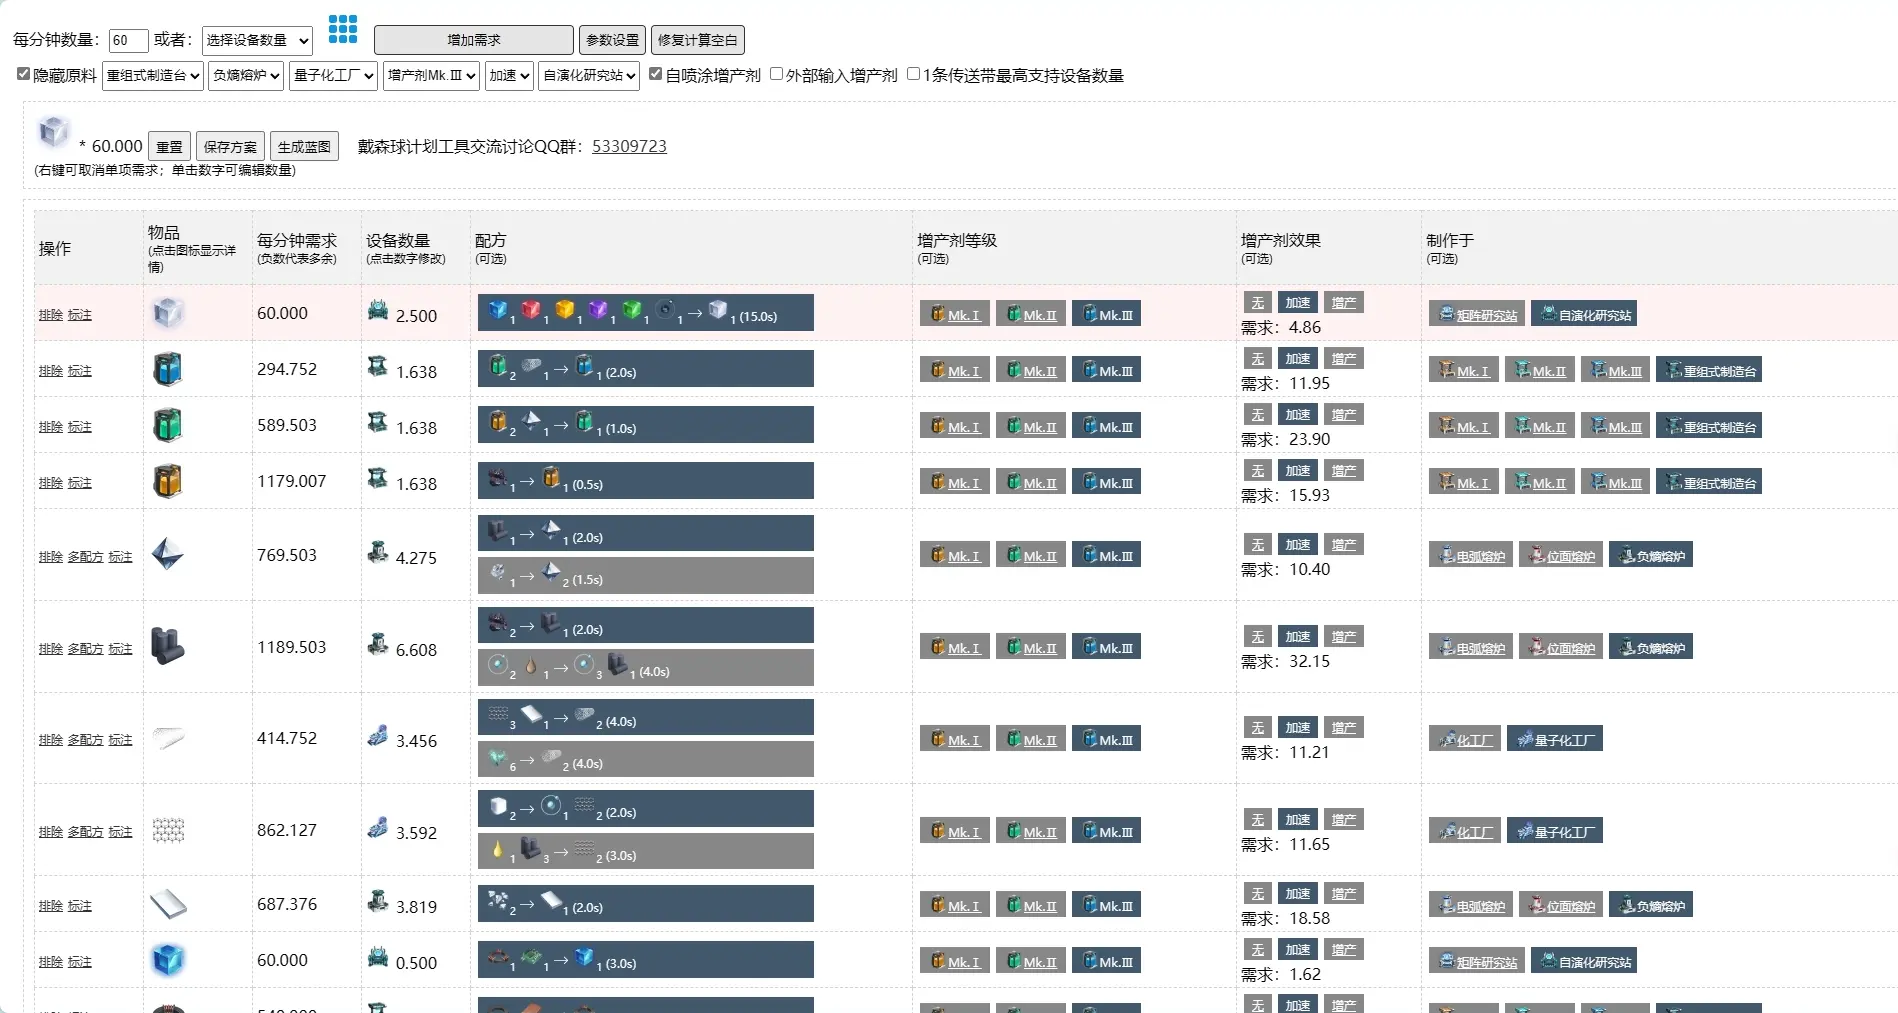 每分钟数量： 60 或者： 选择设备数量 增加需求 参数设置 修复计算空白
隐藏原料 重组式制造台 负熵熔炉 量子化工厂 增产剂Mk.Ⅲ 加速 自演化研究站 自喷涂增产剂 外部输入增产剂 1条传送带最高支持设备数量
* 60.000 重置 保存方案 生成蓝图 戴森球计划工具交流讨论QQ群：53309723
(右键可取消单项需求；单击数字可编辑数量)
操作 物品 (点击图标显示详情) 每分钟需求 (负数代表多余) 设备数量 (点击数字修改) 配方 (可选) 增产剂等级 (可选) 增产剂效果 (可选) 制作于 (可选)
排除 标注 60.000 2.500 1 1 1 1 1 1 → 1 (15.0s) Mk.Ⅰ Mk.Ⅱ Mk.Ⅲ 无 加速 增产 需求：4.86 矩阵研究站 自演化研究站
排除 标注 294.752 1.638 2 1 → 1 (2.0s) Mk.Ⅰ Mk.Ⅱ Mk.Ⅲ 无 加速 增产 需求：11.95 Mk.Ⅰ Mk.Ⅱ Mk.Ⅲ 重组式制造台
排除 标注 589.503 1.638 2 1 → 1 (1.0s) Mk.Ⅰ Mk.Ⅱ Mk.Ⅲ 无 加速 增产 需求：23.90 Mk.Ⅰ Mk.Ⅱ Mk.Ⅲ 重组式制造台
排除 标注 1179.007 1.638 1 → 1 (0.5s) Mk.Ⅰ Mk.Ⅱ Mk.Ⅲ 无 加速 增产 需求：15.93 Mk.Ⅰ Mk.Ⅱ Mk.Ⅲ 重组式制造台
排除 多配方 标注 769.503 4.275 1 → 1 (2.0s) 1 → 2 (1.5s) Mk.Ⅰ Mk.Ⅱ Mk.Ⅲ 无 加速 增产 需求：10.40 电弧熔炉 位面熔炉 负熵熔炉
排除 多配方 标注 1189.503 6.608 2 → 1 (2.0s) 2 1 → 3 1 (4.0s) Mk.Ⅰ Mk.Ⅱ Mk.Ⅲ 无 加速 增产 需求：32.15 电弧熔炉 位面熔炉 负熵熔炉
排除 多配方 标注 414.752 3.456 3 1 → 2 (4.0s) 6 → 2 (4.0s) Mk.Ⅰ Mk.Ⅱ Mk.Ⅲ 无 加速 增产 需求：11.21 化工厂 量子化工厂
排除 多配方 标注 862.127 3.592 2 → 1 2 (2.0s) 1 3 → 2 (3.0s) Mk.Ⅰ Mk.Ⅱ Mk.Ⅲ 无 加速 增产 需求：11.65 化工厂 量子化工厂
排除 标注 687.376 3.819 2 → 1 (2.0s) Mk.Ⅰ Mk.Ⅱ Mk.Ⅲ 无 加速 增产 需求：18.58 电弧熔炉 位面熔炉 负熵熔炉
排除 标注 60.000 0.500 1 1 → 1 (3.0s) Mk.Ⅰ Mk.Ⅱ Mk.Ⅲ 无 加速 增产 需求：1.62 矩阵研究站 自演化研究站
无 加速 增产